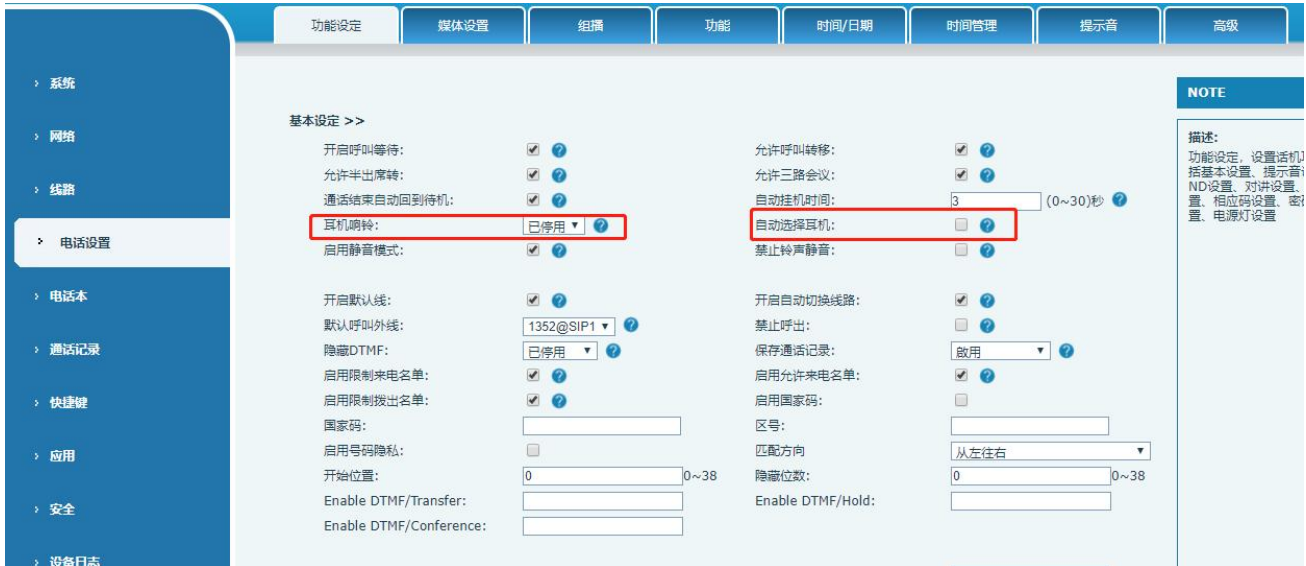 功能设定 媒体设置 组播 功能 时间/日期 时间管理 提示音 高级
› 系统
› 网络
› 线路
› 电话设置
› 电话本
› 通话记录
› 快捷键
› 应用
› 安全
› 设备日志
基本设定 >>
开启呼叫等待: 允许呼叫转移:
允许半出席转: 允许三路会议:
通话结束自动回到待机: 自动挂机时间: 3 (0~30)秒
耳机响铃: 已停用 自动选择耳机:
启用静音模式: 禁止铃声静音:
开启默认线: 开启自动切换线路:
默认呼叫外线: 1352@SIP1 禁止呼出:
隐藏DTMF: 已停用 保存通话记录: 啟用
启用限制来电名单: 启用允许来电名单:
启用限制拨出名单: 启用国家码:
国家码: 区号:
启用号码隐私: 匹配方向 从左往右
开始位置: 0 0~38 隐藏位数: 0 0~38
Enable DTMF/Transfer: Enable DTMF/Hold:
Enable DTMF/Conference:
NOTE
描述:
功能设定，设置话机
括基本设置、提示音
ND设置、对讲设置、
置、相应码设置、密
置、电源灯设置